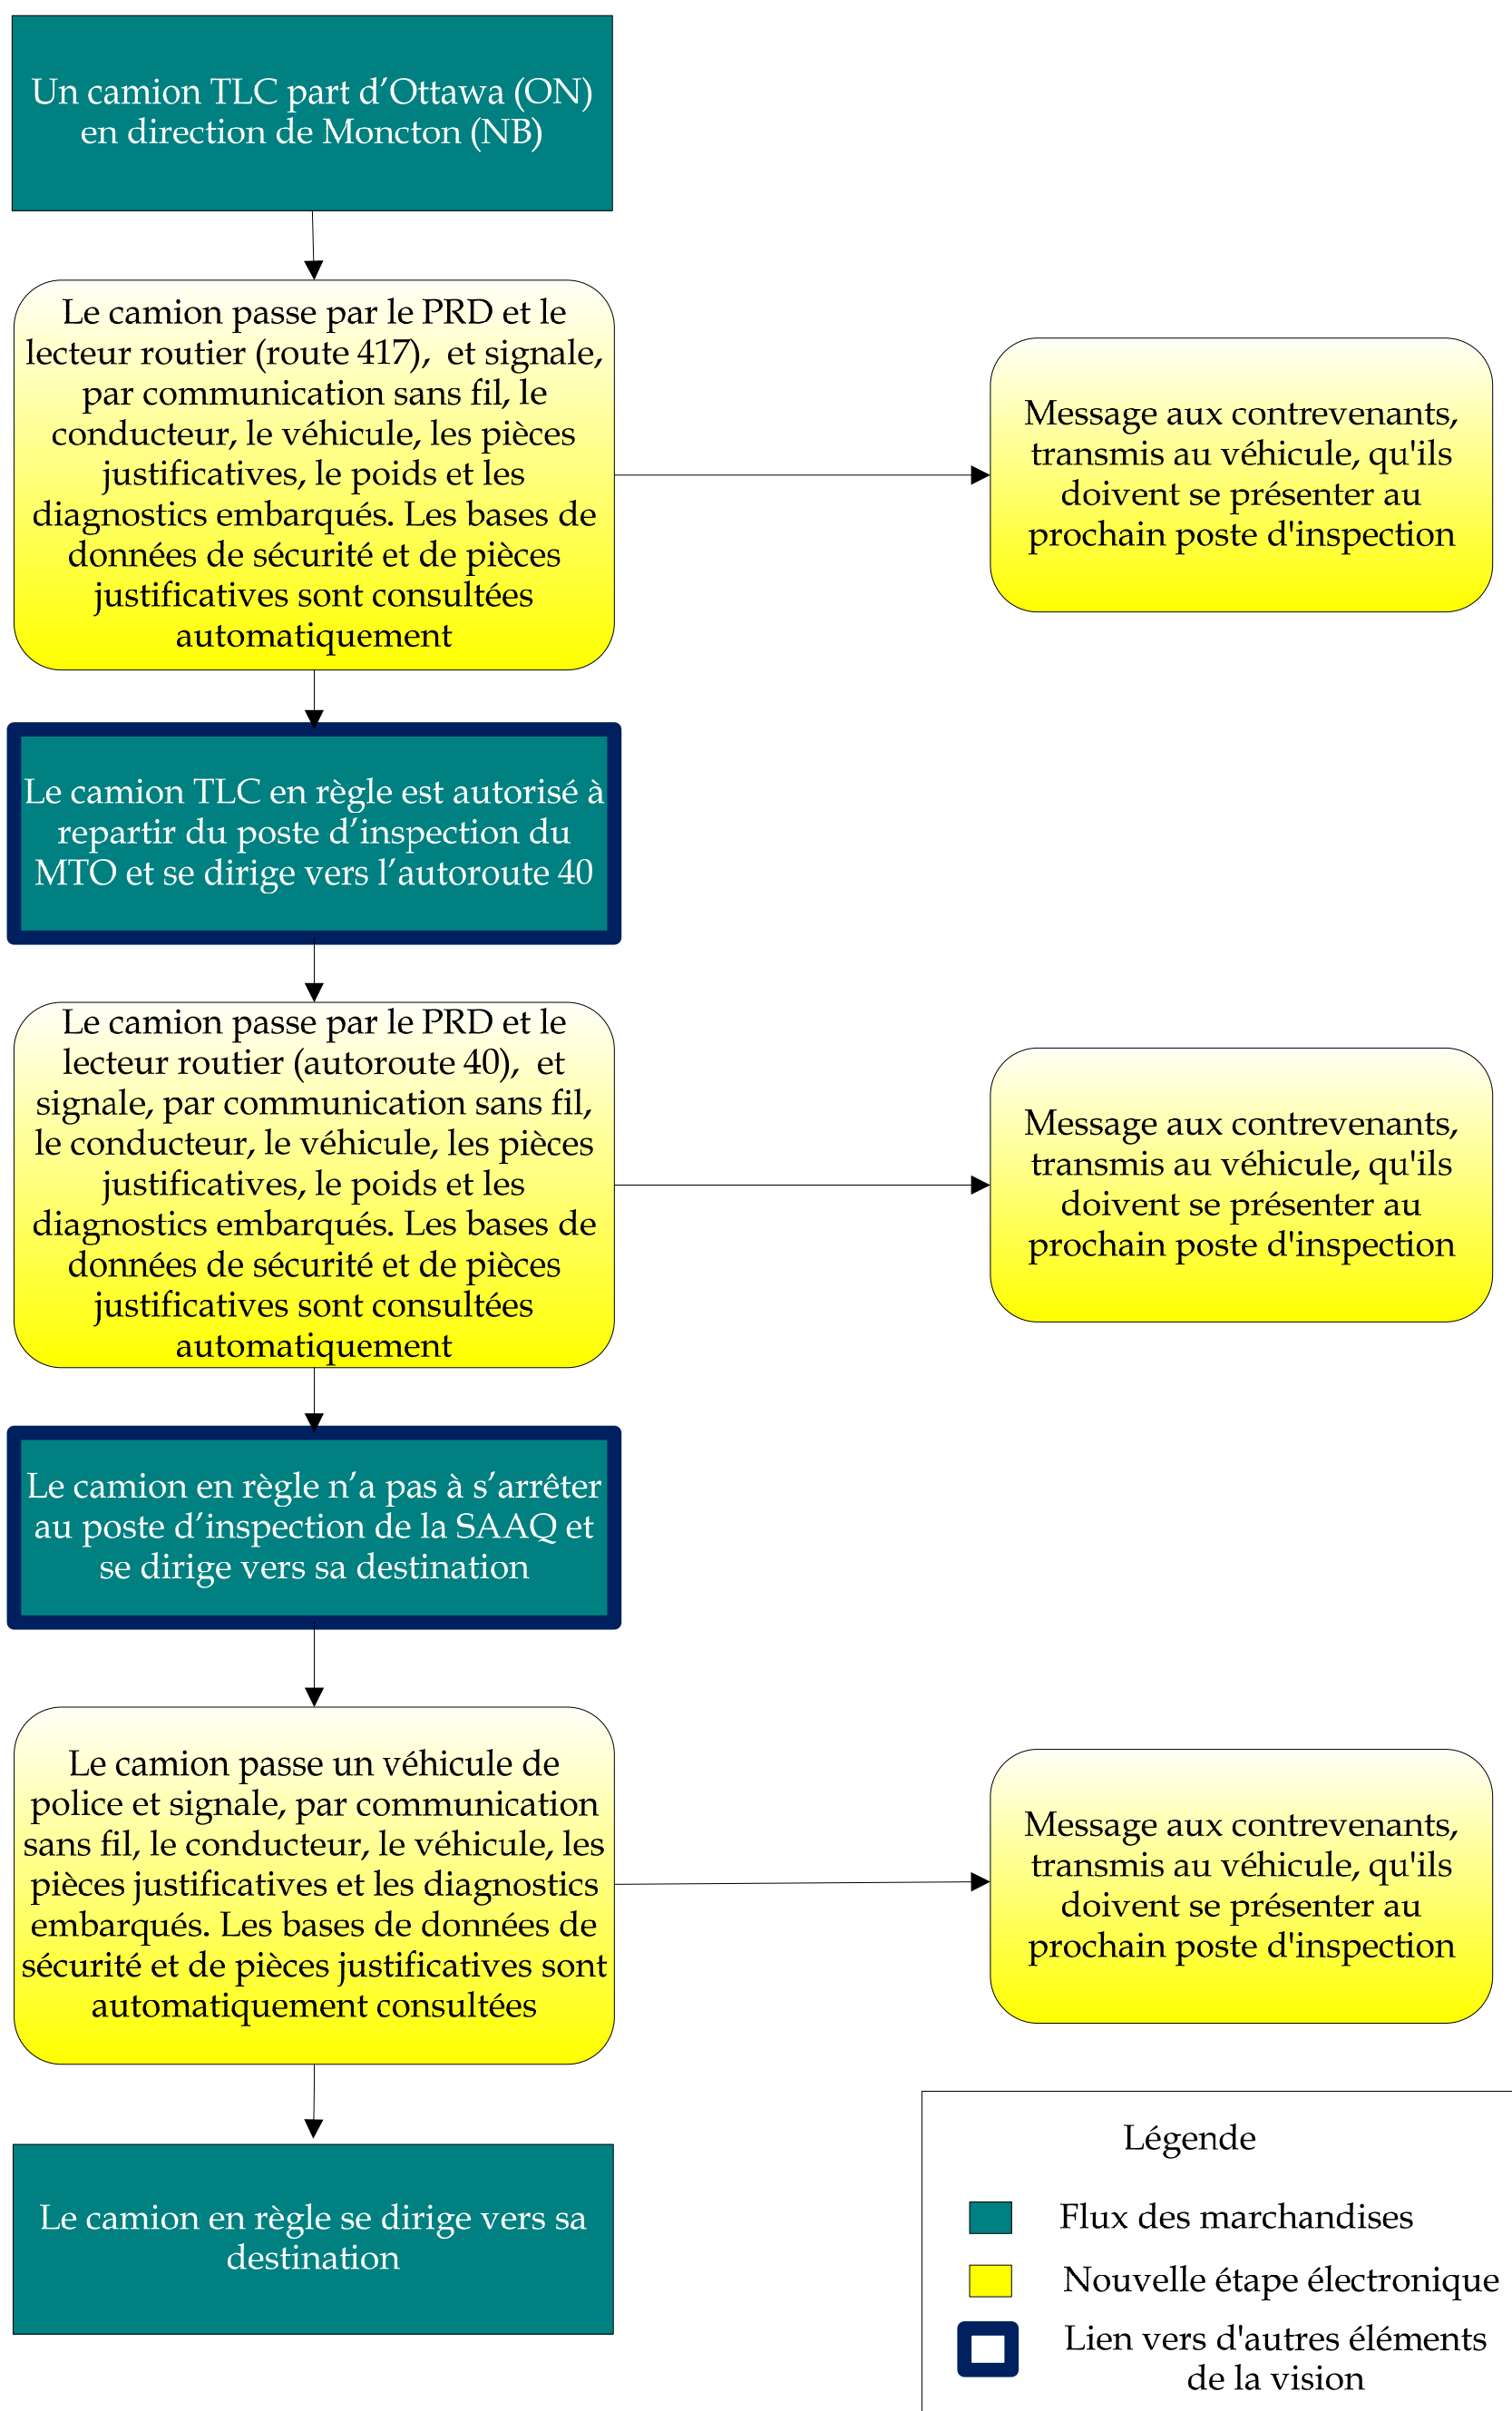 Un camion TLC part d’Ottawa (ON)
en direction de Moncton (NB)
Le camion passe par le PRD et le
lecteur routier (route 417),  et signale,
par communication sans fil, le
conducteur, le véhicule, les pièces
justificatives, le poids et les
diagnostics embarqués. Les bases de
données de sécurité et de pièces
justificatives sont consultées
automatiquement
Message aux contrevenants,
transmis au véhicule, qu'ils
doivent se présenter au
prochain poste d'inspection
Le camion TLC en règle est autorisé à
repartir du poste d’inspection du
MTO et se dirige vers l’autoroute 40
Le camion passe par le PRD et le
lecteur routier (autoroute 40),  et
signale, par communication sans fil,
le conducteur, le véhicule, les pièces
justificatives, le poids et les
diagnostics embarqués. Les bases de
données de sécurité et de pièces
justificatives sont consultées
automatiquement
Message aux contrevenants,
transmis au véhicule, qu'ils
doivent se présenter au
prochain poste d'inspection
Le camion en règle n’a pas à s’arrêter
au poste d’inspection de la SAAQ et
se dirige vers sa destination
Le camion passe un véhicule de
police et signale, par communication
sans fil, le conducteur, le véhicule, les
pièces justificatives et les diagnostics
embarqués. Les bases de données de
sécurité et de pièces justificatives sont
automatiquement consultées
Message aux contrevenants,
transmis au véhicule, qu'ils
doivent se présenter au
prochain poste d'inspection
Le camion en règle se dirige vers sa
destination
Légende
Flux des marchandises
Nouvelle étape électronique
Lien vers d'autres éléments
de la vision